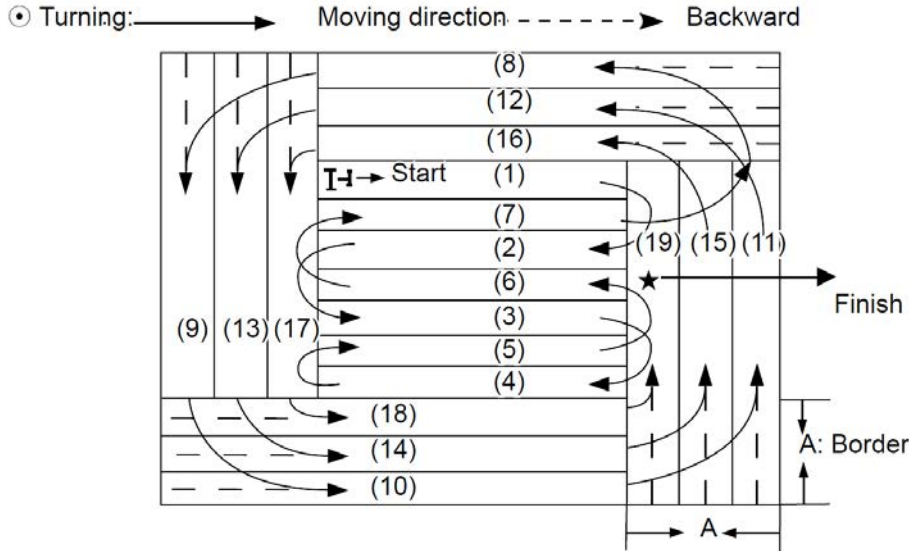 ⊙ Turning: Moving direction Backward
(8)
(12)
(16)
Start (1)
(7)
(2) (19) (15) (11)
(6)
Finish
(9) (13) (17) (3)
(5)
(4)
(18)
(14) A: Border
(10)
A